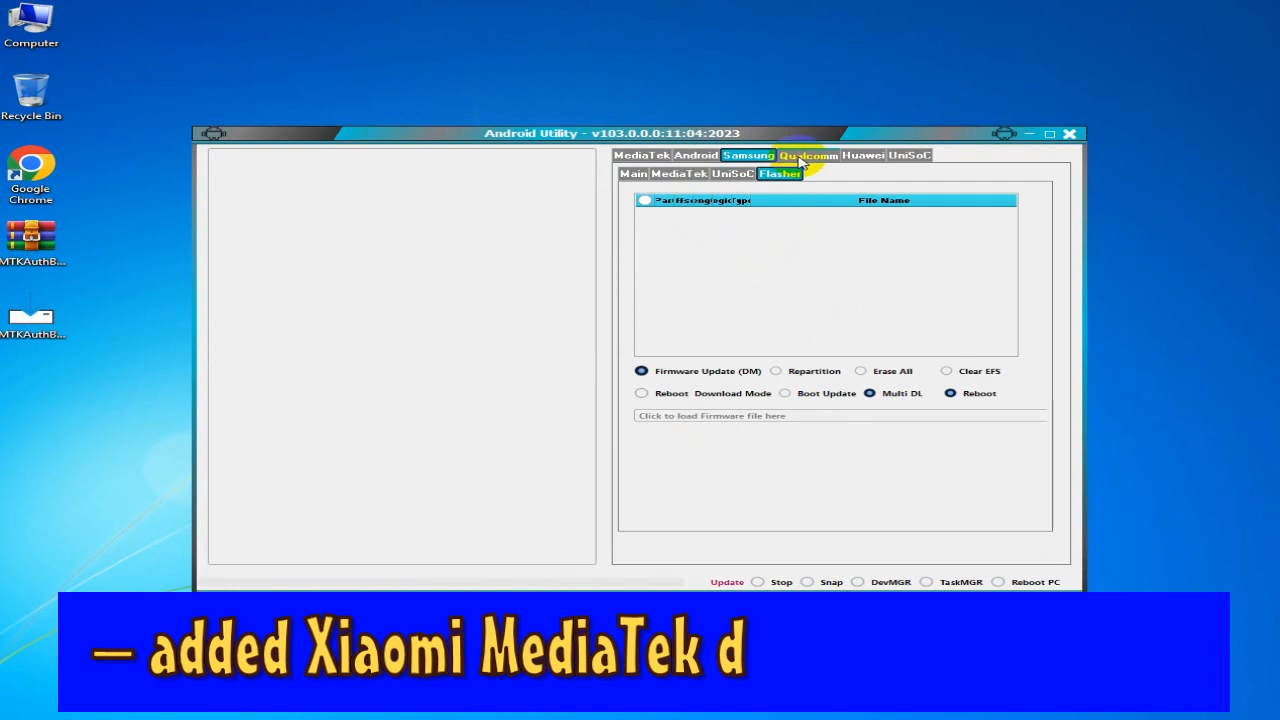 Computer
Recycle Bin
Google
Chrome
MTKAuthB...
MTKAuthB...
Android Utility - v103.0.0.0:11:04:2023
MediaTek Android Samsung Qualcomm Huawei UniSoC
Main MediaTek UniSoC Flasher
File Name
Firmware Update (DM) Repartition Erase All Clear EFS
Reboot Download Mode Boot Update Multi DL Reboot
Click to load Firmware file here
Update Stop Snap DevMGR TaskMGR Reboot PC
— added Xiaomi MediaTek d